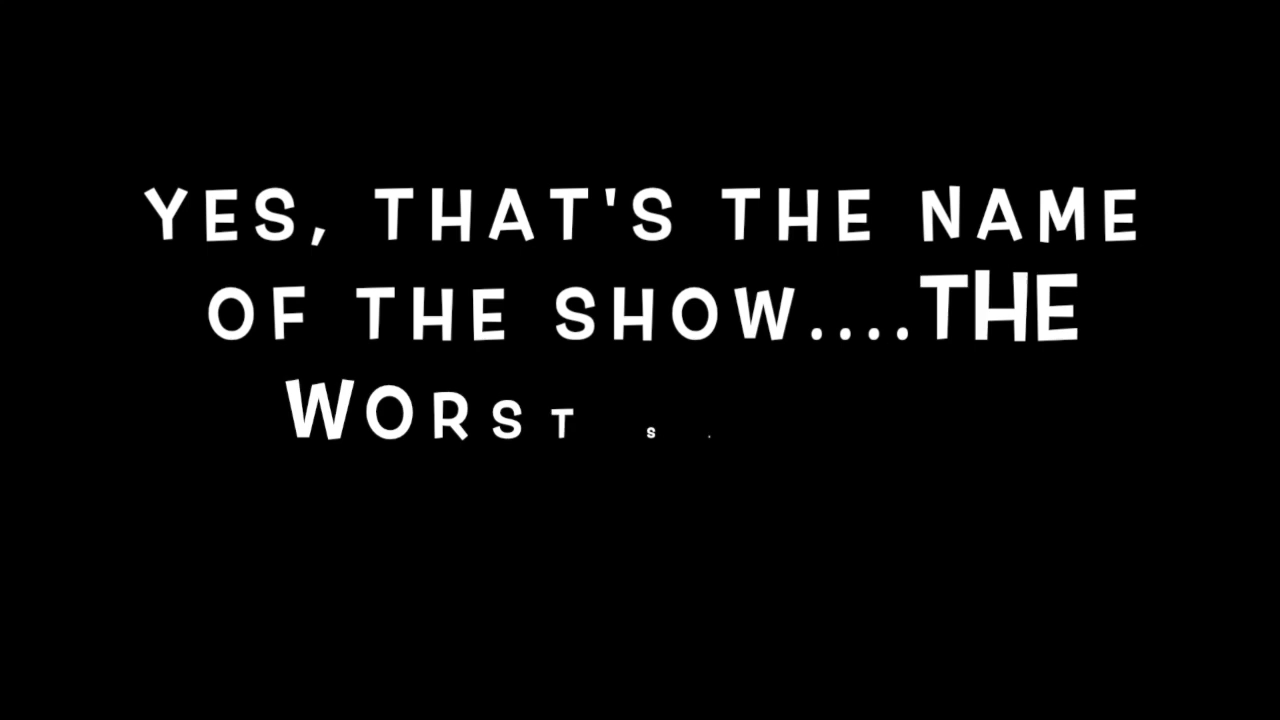 YES, THAT'S THE NAME
OF THE SHOW....THE
WORST S